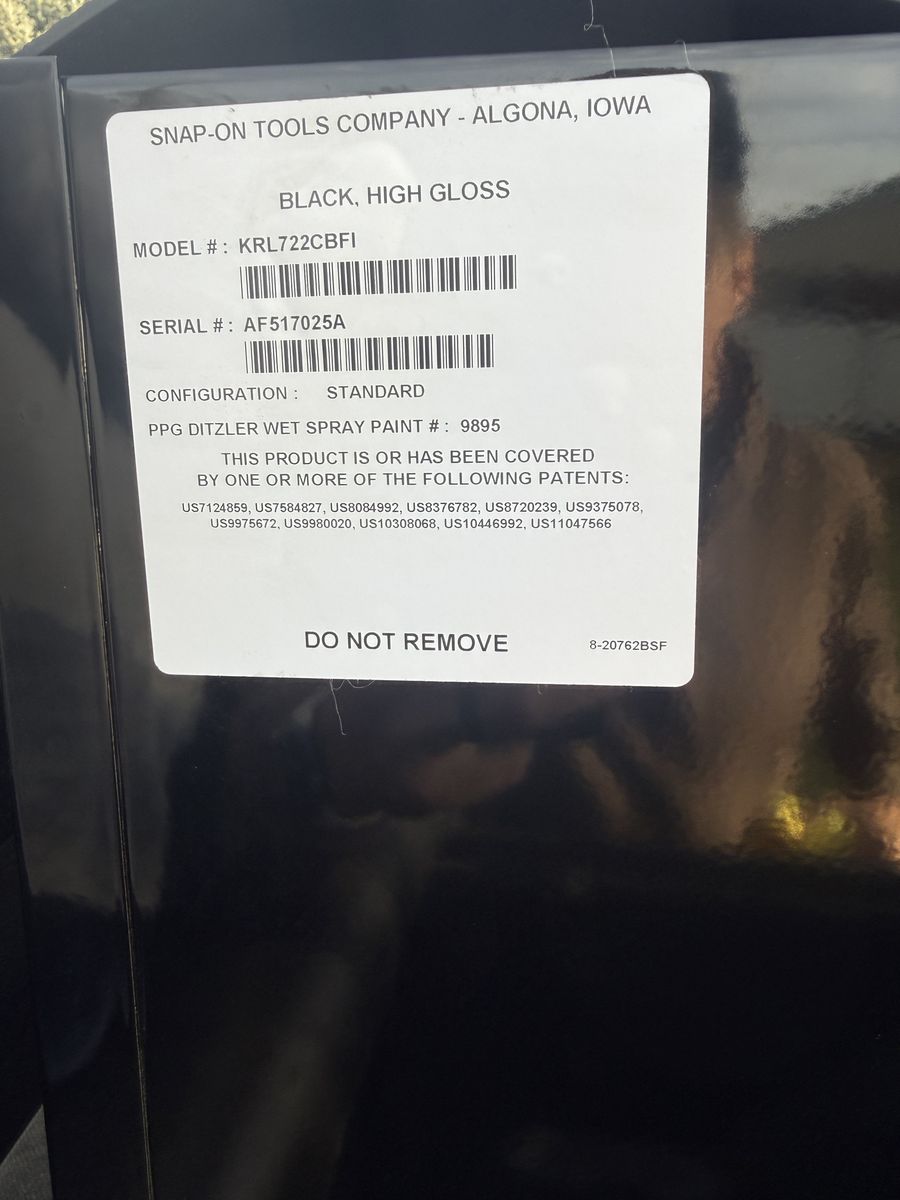 SNAP-ON TOOLS COMPANY - ALGONA, IOWA
BLACK, HIGH GLOSS
MODEL # : KRL722CBFI
SERIAL # : AF517025A
CONFIGURATION : STANDARD
PPG DITZLER WET SPRAY PAINT # : 9895
THIS PRODUCT IS OR HAS BEEN COVERED
BY ONE OR MORE OF THE FOLLOWING PATENTS:
US7124859, US7584827, US8084992, US8376782, US8720239, US9375078,
US9975672, US9980020, US10308068, US10446992, US11047566
DO NOT REMOVE 8-20762BSF